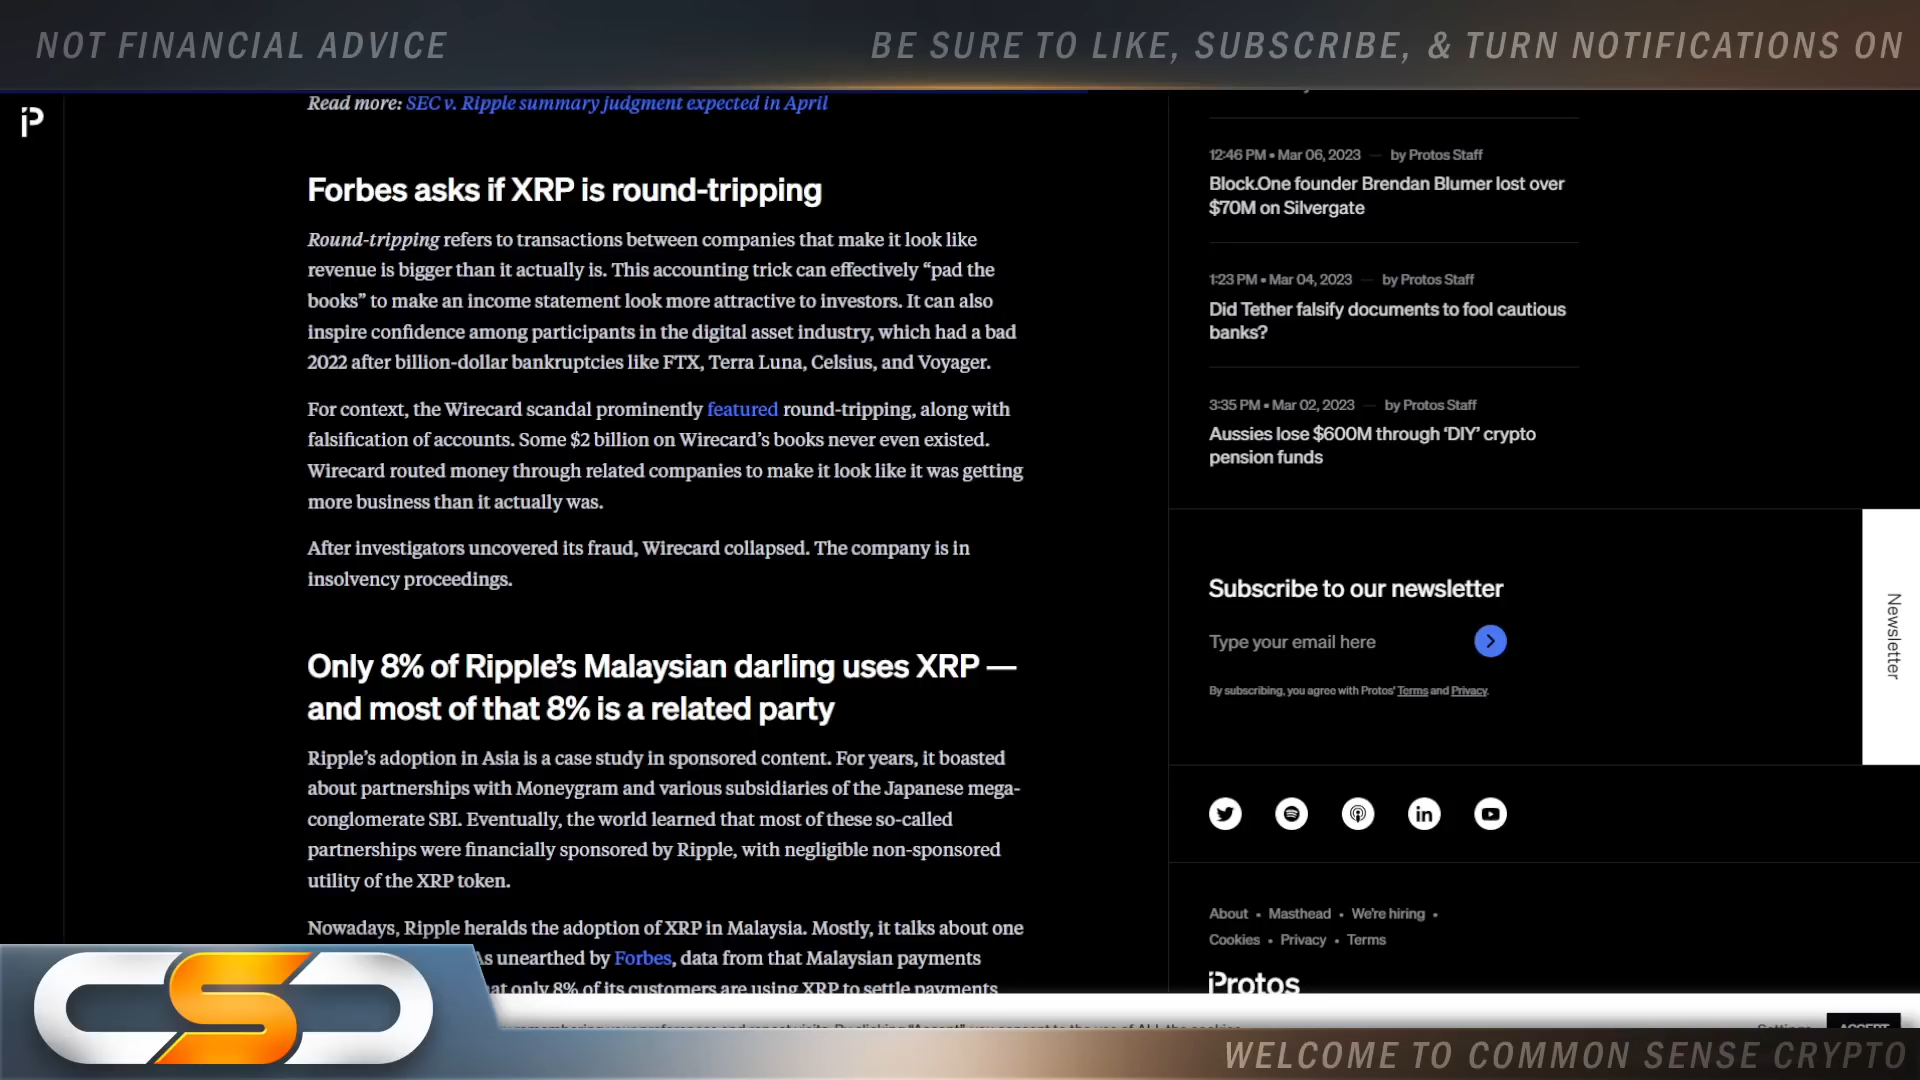 NOT FINANCIAL ADVICE
BE SURE TO LIKE, SUBSCRIBE, & TURN NOTIFICATIONS ON
Read more: SEC v. Ripple summary judgment expected in April
Forbes asks if XRP is round-tripping
Round-tripping refers to transactions between companies that make it look like
revenue is bigger than it actually is. This accounting trick can effectively “pad the
books” to make an income statement look more attractive to investors. It can also
inspire confidence among participants in the digital asset industry, which had a bad
2022 after billion-dollar bankruptcies like FTX, Terra Luna, Celsius, and Voyager.
For context, the Wirecard scandal prominently featured round-tripping, along with
falsification of accounts. Some $2 billion on Wirecard’s books never even existed.
Wirecard routed money through related companies to make it look like it was getting
more business than it actually was.
After investigators uncovered its fraud, Wirecard collapsed. The company is in
insolvency proceedings.
Only 8% of Ripple’s Malaysian darling uses XRP —
and most of that 8% is a related party
Ripple’s adoption in Asia is a case study in sponsored content. For years, it boasted
about partnerships with Moneygram and various subsidiaries of the Japanese mega-
conglomerate SBI. Eventually, the world learned that most of these so-called
partnerships were financially sponsored by Ripple, with negligible non-sponsored
utility of the XRP token.
Nowadays, Ripple heralds the adoption of XRP in Malaysia. Mostly, it talks about one
As unearthed by Forbes, data from that Malaysian payments
only 8% of its customers are using XRP to settle payments
12:46 PM • Mar 06, 2023 — by Protos Staff
Block.One founder Brendan Blumer lost over
$70M on Silvergate
1:23 PM • Mar 04, 2023 — by Protos Staff
Did Tether falsify documents to fool cautious
banks?
3:35 PM • Mar 02, 2023 — by Protos Staff
Aussies lose $600M through ‘DIY’ crypto
pension funds
Subscribe to our newsletter
Type your email here
By subscribing, you agree with Protos’ Terms and Privacy.
Newsletter
About • Masthead • We’re hiring •
Cookies • Privacy • Terms
Protos
CSC
Settings
ACCEPT
WELCOME TO COMMON SENSE CRYPTO